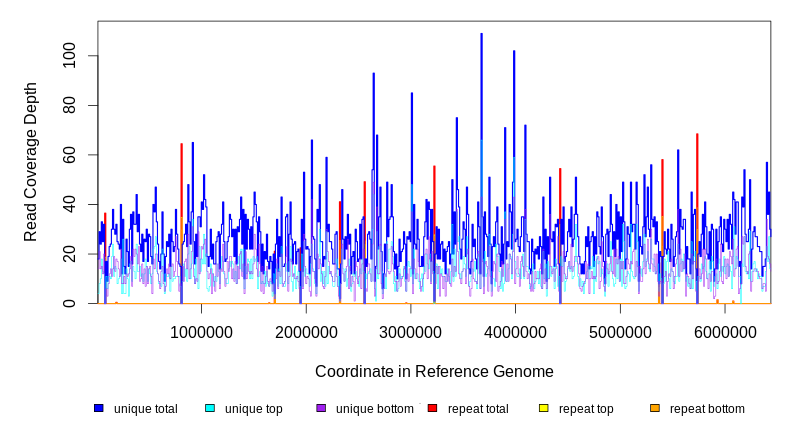 100
80
60
40
20
0
Read Coverage Depth
1000000 2000000 3000000 4000000 5000000 6000000
Coordinate in Reference Genome
unique total unique top unique bottom repeat total repeat top repeat bottom